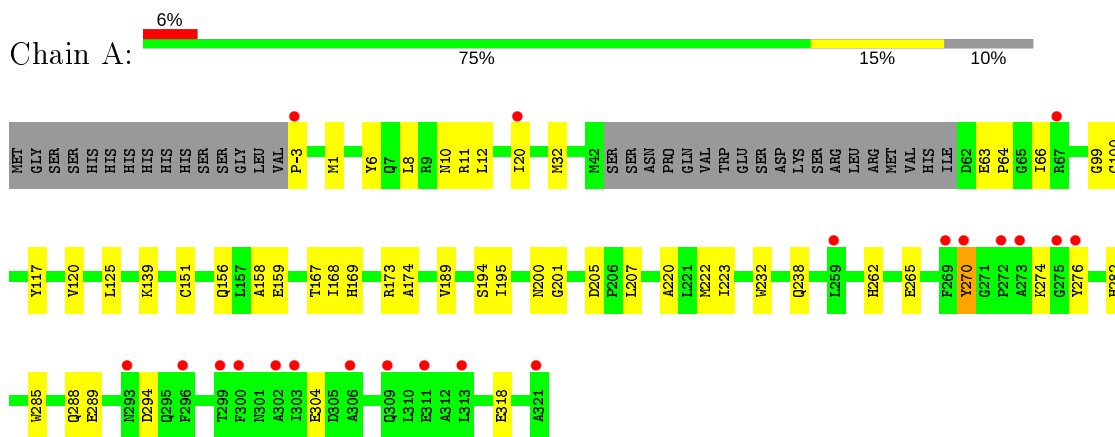 6%
Chain A:
75% 15% 10%
MET GLY SER SER HIS HIS HIS HIS HIS HIS SER SER GLY LEU VAL P-3 M1 Y6 Q7 L8 R9 N10 R11 L12 I20 M32 M42 SER SER ASN PRO GLN VAL TRP GLU SER ASP LYS SER ARG LEU ARG MET VAL HIS ILE D62 E63 P64 G65 I66 R67 G99
Y117 V120 L125 K139 C151 Q156 L157 A158 E159 T167 I168 H169 R173 A174 V189 S194 I195 N200 G201 D205 P206 L207 A220 L221 M222 I223 W232 Q238 L259 H262 E265 F269 Y270 G271 P272 A273 K274 G275 Y276 H282
W285 Q288 E289 N293 D294 Q295 F296 T299 F300 N301 A302 I303 E304 D305 A306 Q309 L310 E311 A312 L313 E318 A321